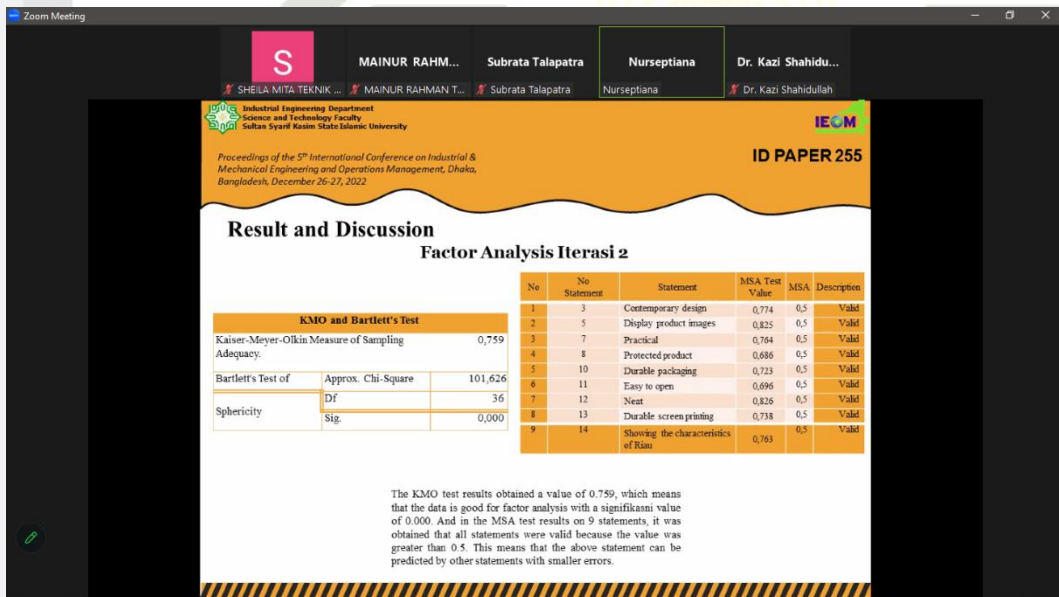 Zoom Meeting
S
MAINUR RAHM...
Subrata Talapatra
Nurseptiana
Dr. Kazi Shahidu...
SHEILA MITA TEKNIK ...
MAINUR RAHMAN T...
Subrata Talapatra
Nurseptiana
Dr. Kazi Shahidullah
Industrial Engineering Department
Science and Technology Faculty
Sultan Syarif Kasim State Islamic University
IEOM
Proceedings of the 5th International Conference on Industrial &
Mechanical Engineering and Operations Management, Dhaka,
Bangladesh, December 26-27, 2022
ID PAPER 255
Result and Discussion
Factor Analysis Iterasi 2
KMO and Bartlett's Test
Kaiser-Meyer-Olkin Measure of Sampling 0,759
Adequacy.
Bartlett's Test of Approx. Chi-Square 101,626
Df 36
Sphericity
Sig. 0,000
No No Statement Statement MSA Test Value MSA Description
1 3 Contemporary design 0,774 0,5 Valid
2 5 Display product images 0,825 0,5 Valid
3 7 Practical 0,764 0,5 Valid
4 8 Protected product 0,686 0,5 Valid
5 10 Durable packaging 0,723 0,5 Valid
6 11 Easy to open 0,696 0,5 Valid
7 12 Neat 0,826 0,5 Valid
8 13 Durable screen printing 0,738 0,5 Valid
9 14 Showing the characteristics of Riau 0,763 0,5 Valid
The KMO test results obtained a value of 0.759, which means
that the data is good for factor analysis with a signifikasni value
of 0.000. And in the MSA test results on 9 statements, it was
obtained that all statements were valid because the value was
greater than 0.5. This means that the above statement can be
predicted by other statements with smaller errors.